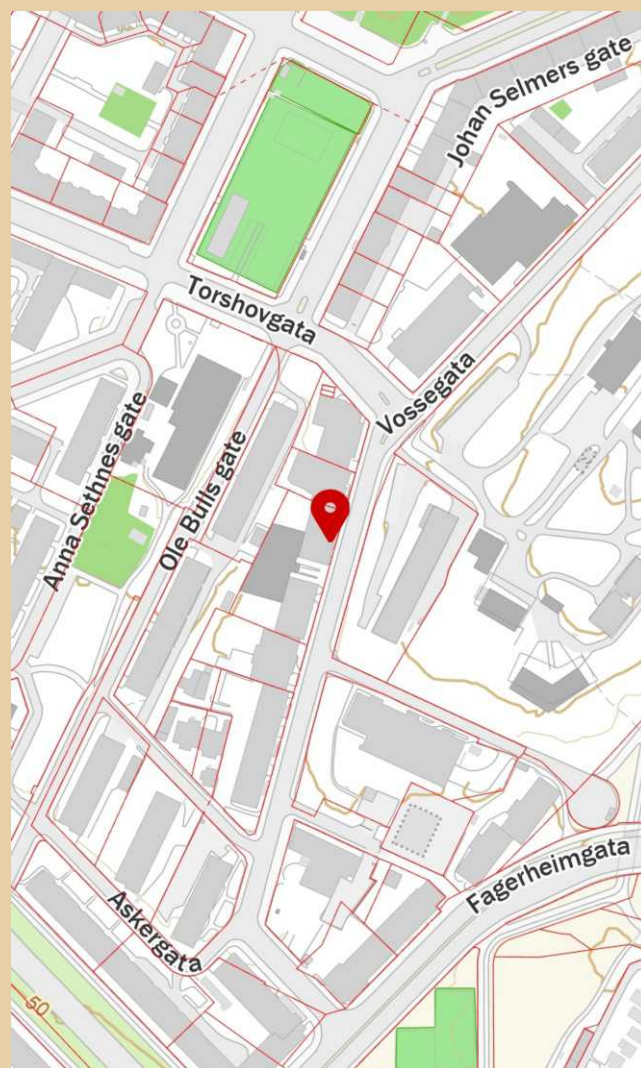 Johan Selmers gate
Torshovgata
Vossegata
Anna Sethnes gate
Ole Bulls gate
Fagerheimgata
Askergata
50